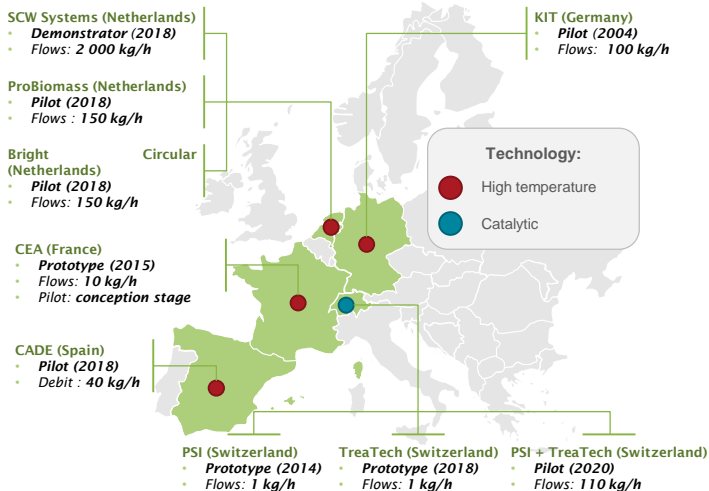 SCW Systems (Netherlands)
• Demonstrator (2018)
• Flows: 2 000 kg/h
ProBiomass (Netherlands)
• Pilot (2018)
• Flows : 150 kg/h
Bright Circular
(Netherlands)
• Pilot (2018)
• Flows: 150 kg/h
CEA (France)
• Prototype (2015)
• Flows: 10 kg/h
• Pilot: conception stage
CADE (Spain)
• Pilot (2018)
• Debit : 40 kg/h
KIT (Germany)
• Pilot (2004)
• Flows: 100 kg/h
Technology:
High temperature
Catalytic
PSI (Switzerland)
• Prototype (2014)
• Flows: 1 kg/h
TreaTech (Switzerland)
• Prototype (2018)
• Flows: 1 kg/h
PSI + TreaTech (Switzerland)
• Pilot (2020)
• Flows: 110 kg/h